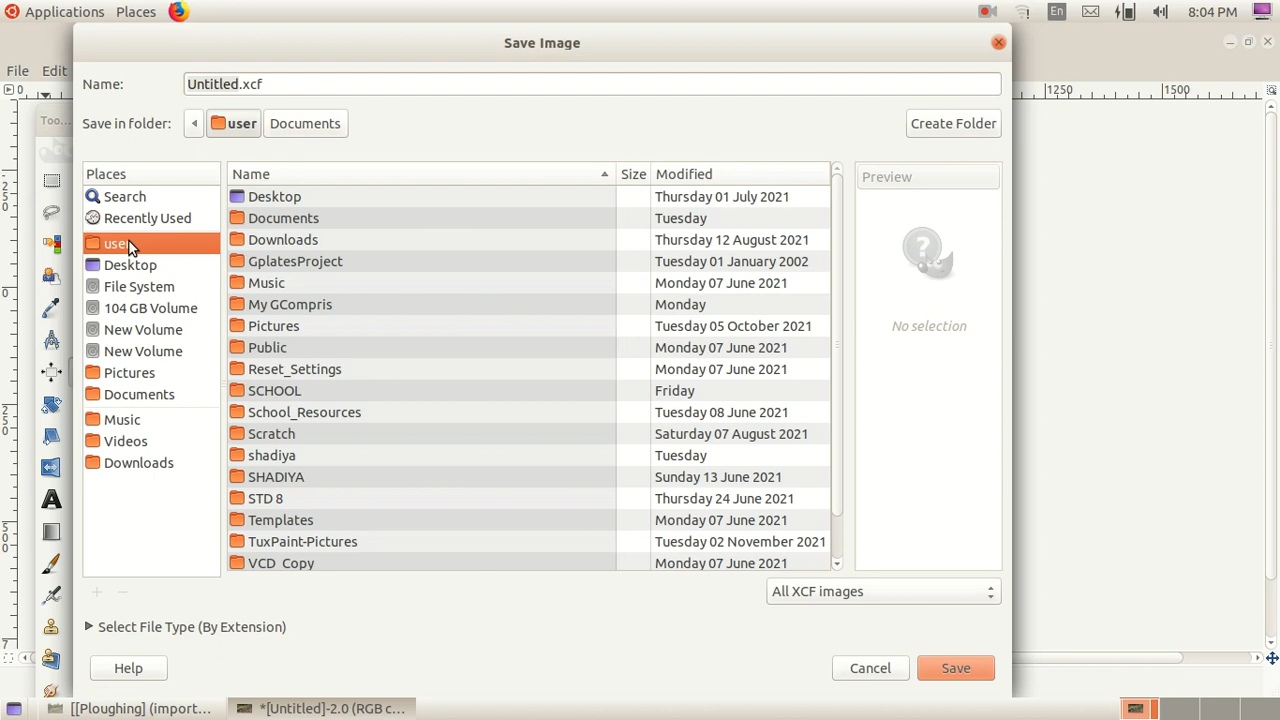 Applications Places En 8:04 PM
Save Image
File Edit
Name: Untitled.xcf
0 1250 1500
Save in folder: user Documents Create Folder
Too...
Places Name Size Modified Preview
Search
Recently Used
user
Desktop
File System
104 GB Volume
New Volume
New Volume
Pictures
Documents
Music
Videos
Downloads
Desktop Thursday 01 July 2021
Documents Tuesday
Downloads Thursday 12 August 2021
GplatesProject Tuesday 01 January 2002
Music Monday 07 June 2021
My GCompris Monday
Pictures Tuesday 05 October 2021
Public Monday 07 June 2021
Reset_Settings Monday 07 June 2021
SCHOOL Friday
School_Resources Tuesday 08 June 2021
Scratch Saturday 07 August 2021
shadiya Tuesday
SHADIYA Sunday 13 June 2021
STD 8 Thursday 24 June 2021
Templates Monday 07 June 2021
TuxPaint-Pictures Tuesday 02 November 2021
VCD_Copy Monday 07 June 2021
No selection
All XCF images
Select File Type (By Extension)
Help Cancel Save
[[Ploughing] (import... *[Untitled]-2.0 (RGB c...